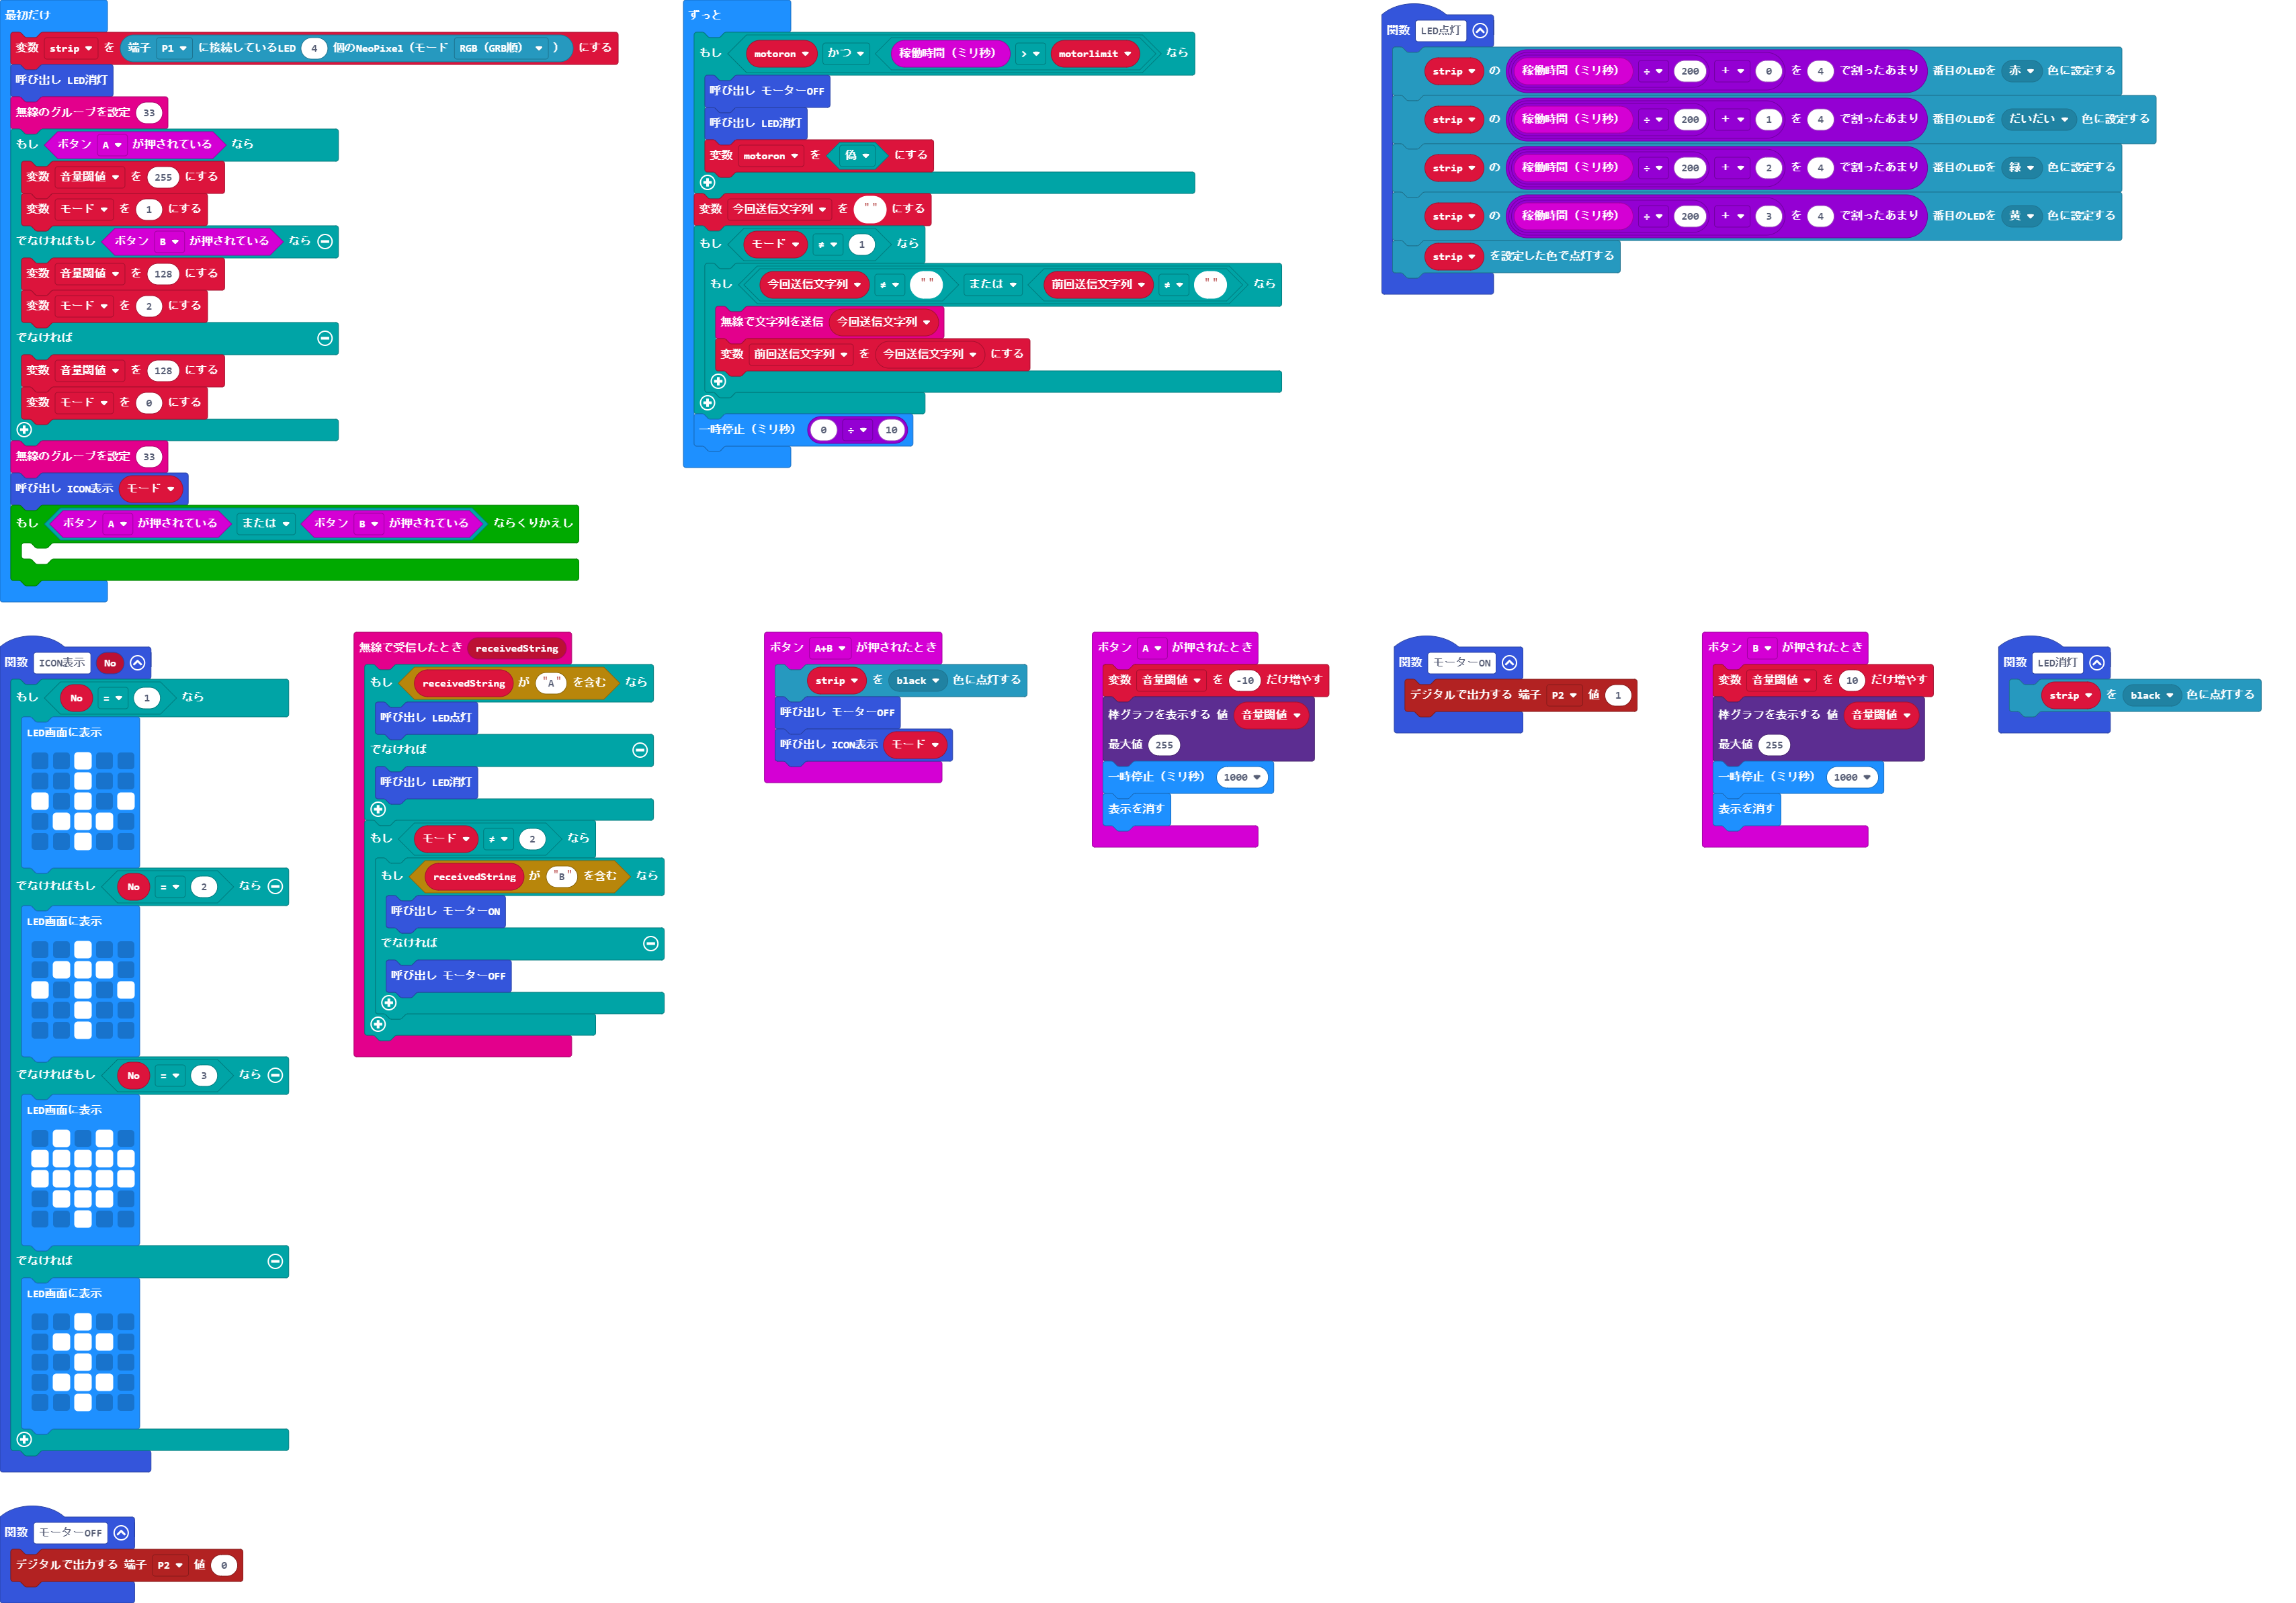 最初だけ
変数 strip を 端子 P1 に接続しているLED 4 個のNeoPixel（モード RGB（GRB順） ） にする
呼び出し LED消灯
無線のグループを設定 33
もし ボタン A が押されている なら
変数 音量閾値 を 255 にする
変数 モード を 1 にする
でなければもし ボタン B が押されている なら
変数 音量閾値 を 128 にする
変数 モード を 2 にする
でなければ
変数 音量閾値 を 128 にする
変数 モード を 0 にする
無線のグループを設定 33
呼び出し ICON表示 モード
もし ボタン A が押されている または ボタン B が押されている ならくりかえし
ずっと
もし motoron かつ 稼働時間（ミリ秒） > motorlimit なら
呼び出し モーターOFF
呼び出し LED消灯
変数 motoron を 偽 にする
変数 今回送信文字列 を "" にする
もし モード ≠ 1 なら
もし 今回送信文字列 ≠ "" または 前回送信文字列 ≠ "" なら
無線で文字列を送信 今回送信文字列
変数 前回送信文字列 を 今回送信文字列 にする
一時停止（ミリ秒） 0 ÷ 10
関数 LED点灯
strip の 稼働時間（ミリ秒） ÷ 200 + 0 を 4 で割ったあまり 番目のLEDを 赤 色に設定する
strip の 稼働時間（ミリ秒） ÷ 200 + 1 を 4 で割ったあまり 番目のLEDを だいだい 色に設定する
strip の 稼働時間（ミリ秒） ÷ 200 + 2 を 4 で割ったあまり 番目のLEDを 緑 色に設定する
strip の 稼働時間（ミリ秒） ÷ 200 + 3 を 4 で割ったあまり 番目のLEDを 黄 色に設定する
strip を設定した色で点灯する
関数 ICON表示 No
もし No = 1 なら
LED画面に表示
でなければもし No = 2 なら
LED画面に表示
でなければもし No = 3 なら
LED画面に表示
でなければ
LED画面に表示
無線で受信したとき receivedString
もし receivedString が "A" を含む なら
呼び出し LED点灯
でなければ
呼び出し LED消灯
もし モード ≠ 2 なら
もし receivedString が "B" を含む なら
呼び出し モーターON
でなければ
呼び出し モーターOFF
ボタン A+B が押されたとき
strip を black 色に点灯する
呼び出し モーターOFF
呼び出し ICON表示 モード
ボタン A が押されたとき
変数 音量閾値 を -10 だけ増やす
棒グラフを表示する 値 音量閾値
最大値 255
一時停止（ミリ秒） 1000
表示を消す
関数 モーターON
デジタルで出力する 端子 P2 値 1
ボタン B が押されたとき
変数 音量閾値 を 10 だけ増やす
棒グラフを表示する 値 音量閾値
最大値 255
一時停止（ミリ秒） 1000
表示を消す
関数 LED消灯
strip を black 色に点灯する
関数 モーターOFF
デジタルで出力する 端子 P2 値 0